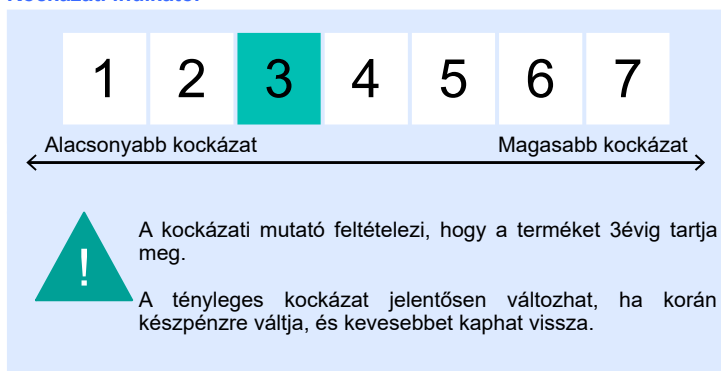 1 2 3 4 5 6 7
Alacsonyabb kockázat Magasabb kockázat
A kockázati mutató feltételezi, hogy a terméket 3évig tartja
meg.
!
A tényleges kockázat jelentősen változhat, ha korán
készpénzre váltja, és kevesebbet kaphat vissza.